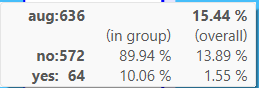 aug:636 15.44 %
(in group) (overall)
no:572 89.94 % 13.89 %
yes: 64 10.06 % 1.55 %